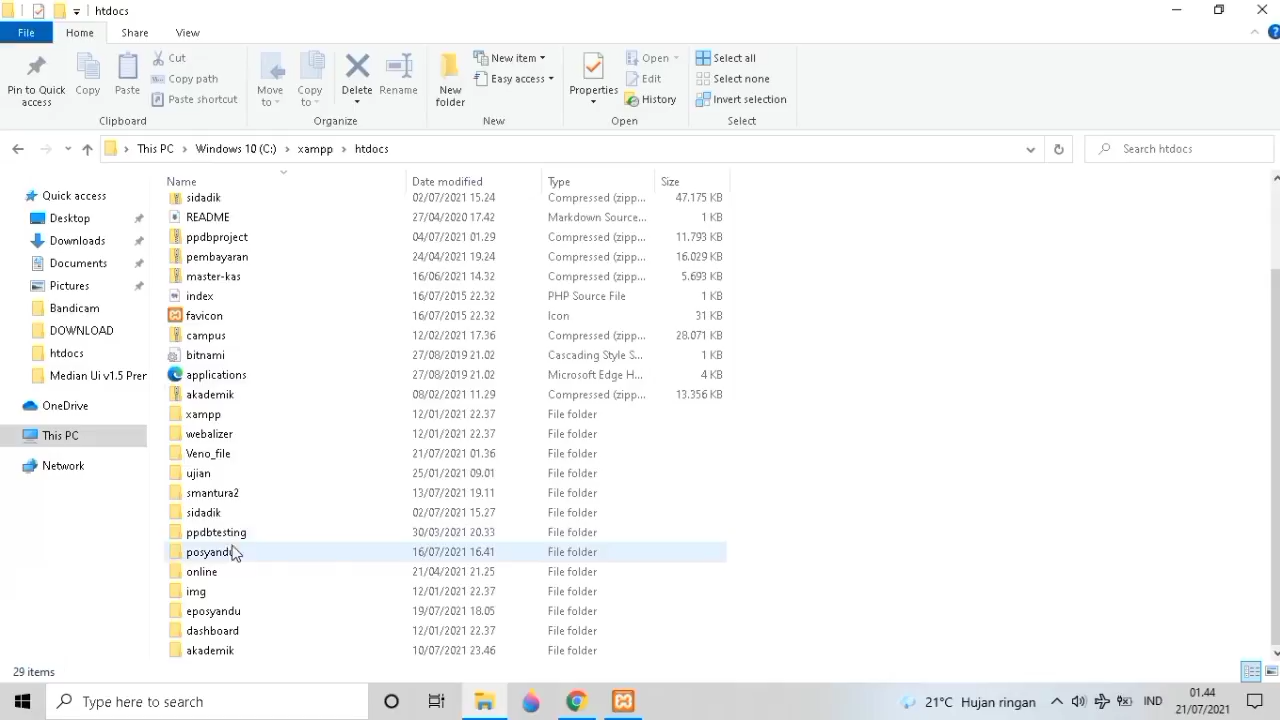 htdocs
File Home Share View
Pin to Quick access
Copy
Paste
Cut
Copy path
Paste shortcut
Clipboard
Move to
Copy to
Delete
Rename
Organize
New folder
New item
Easy access
New
Properties
Open
Edit
History
Open
Select all
Select none
Invert selection
Select
This PC Windows 10 (C:) xampp htdocs
Search htdocs
Quick access
Desktop
Downloads
Documents
Pictures
Bandicam
DOWNLOAD
htdocs
Median Ui v1.5 Prer
OneDrive
This PC
Network
Name Date modified Type Size
sidadik 02/07/2021 15.24 Compressed (zipp... 47.175 KB
README 27/04/2020 17.42 Markdown Source... 1 KB
ppdbproject 04/07/2021 01.29 Compressed (zipp... 11.793 KB
pembayaran 24/04/2021 19.24 Compressed (zipp... 16.029 KB
master-kas 16/06/2021 14.32 Compressed (zipp... 5.693 KB
index 16/07/2015 22.32 PHP Source File 1 KB
favicon 16/07/2015 22.32 Icon 31 KB
campus 12/02/2021 17.36 Compressed (zipp... 28.071 KB
bitnami 27/08/2019 21.02 Cascading Style S... 1 KB
applications 27/08/2019 21.02 Microsoft Edge H... 4 KB
akademik 08/02/2021 11.29 Compressed (zipp... 13.356 KB
xampp 12/01/2021 22.37 File folder
webalizer 12/01/2021 22.37 File folder
Veno_file 21/07/2021 01.36 File folder
ujian 25/01/2021 09.01 File folder
smantura2 13/07/2021 19.11 File folder
sidadik 02/07/2021 15.27 File folder
ppdbtesting 30/03/2021 20.33 File folder
posyandu 16/07/2021 16.41 File folder
online 21/04/2021 21.25 File folder
img 12/01/2021 22.37 File folder
eposyandu 19/07/2021 18.05 File folder
dashboard 12/01/2021 22.37 File folder
akademik 10/07/2021 23.46 File folder
29 items
Type here to search
21°C Hujan ringan
IND
01.44
21/07/2021